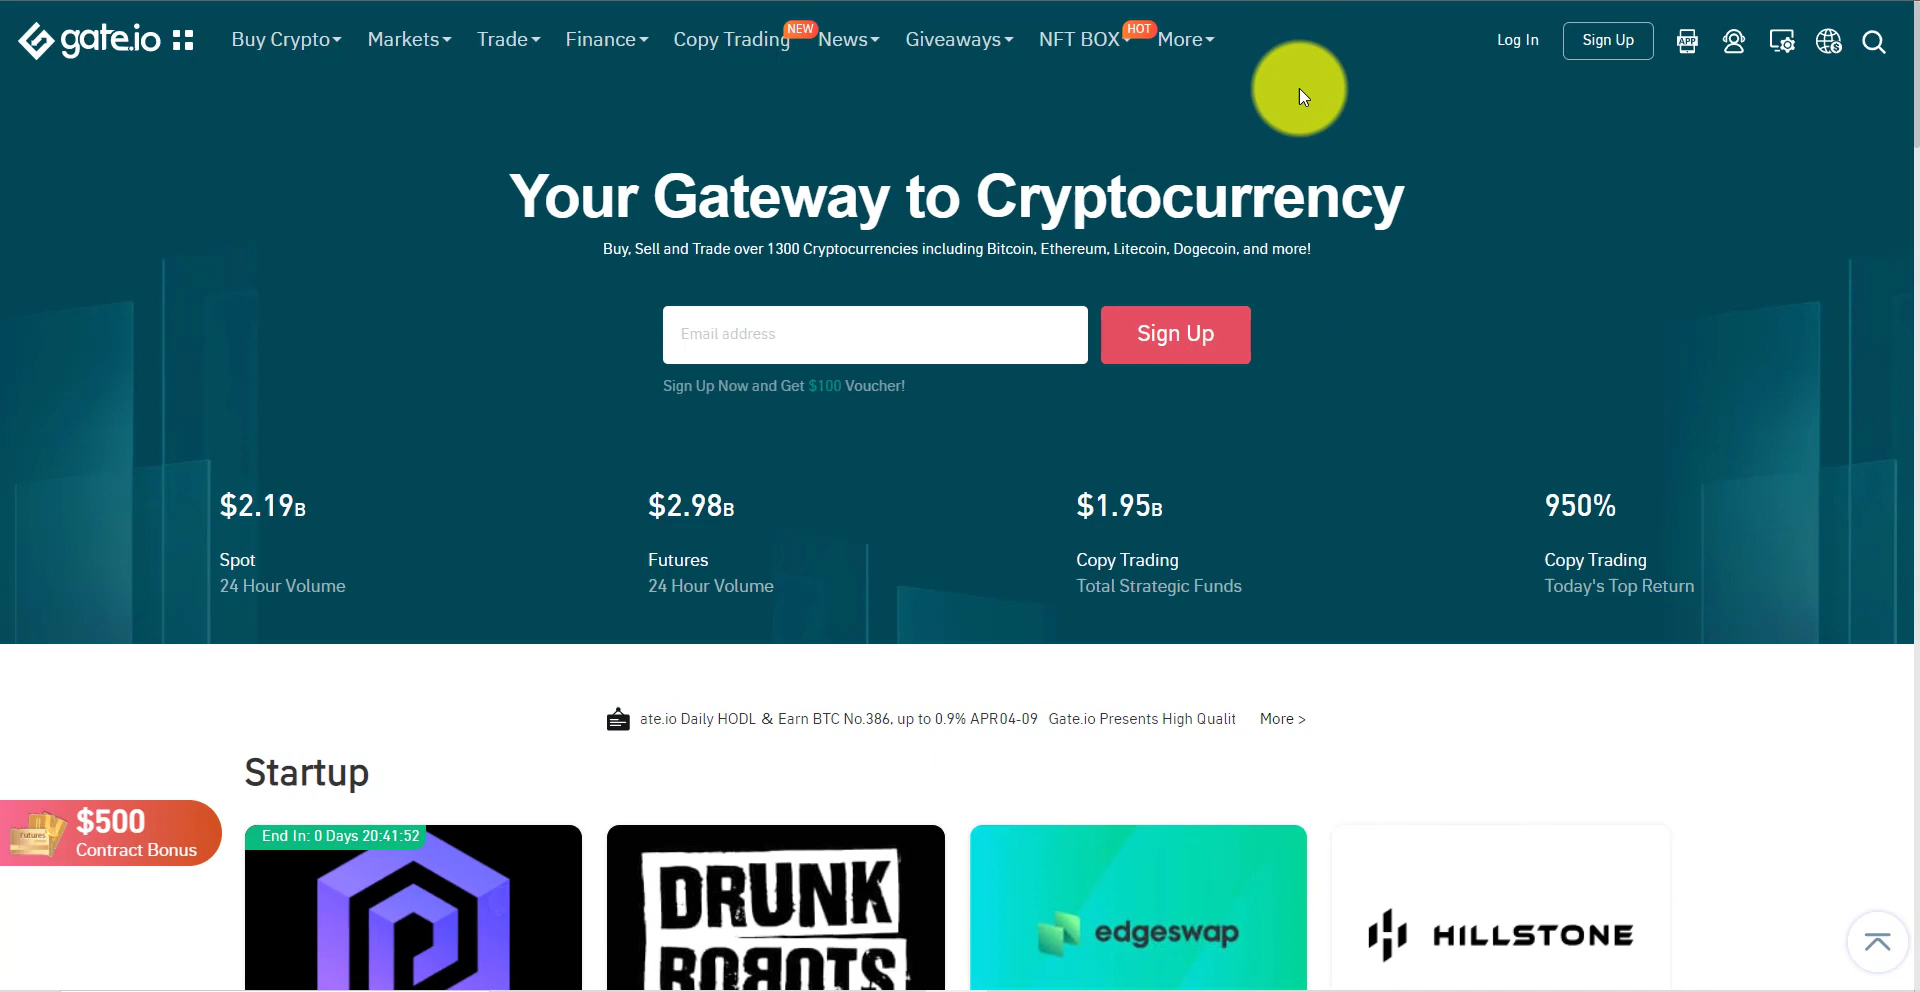 gate.io Buy Crypto Markets Trade Finance Copy Trading NEW News Giveaways NFT BOX HOT More Log In Sign Up APP
Your Gateway to Cryptocurrency
Buy, Sell and Trade over 1300 Cryptocurrencies including Bitcoin, Ethereum, Litecoin, Dogecoin, and more!
Email address Sign Up
Sign Up Now and Get $100 Voucher!
$2.19B $2.98B $1.95B 950%
Spot Futures Copy Trading Copy Trading
24 Hour Volume 24 Hour Volume Total Strategic Funds Today's Top Return
ate.io Daily HODL & Earn BTC No.386, up to 0.9% APR04-09 Gate.io Presents High Qualit More >
Startup
$500
Futures
Contract Bonus
End In: 0 Days 20:41:52
DRUNK
ROBOTS
edgeswap
HILLSTONE